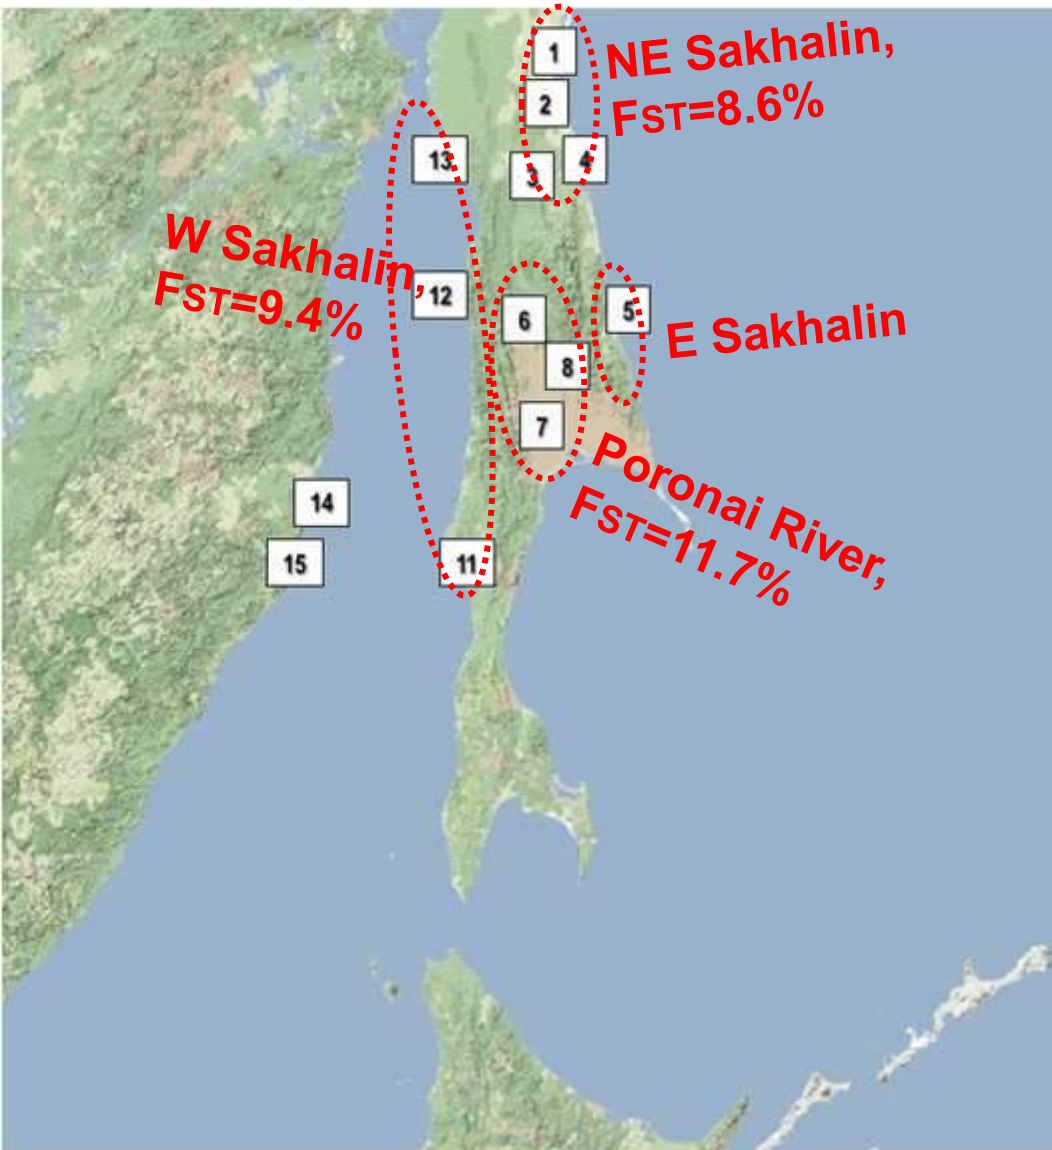 1
NE Sakhalin,
FST=8.6%
2
13
3
4
W Sakhalin,
FST=9.4%
12
6
5
E Sakhalin
8
7
Poronai River,
FST=11.7%
14
15
11